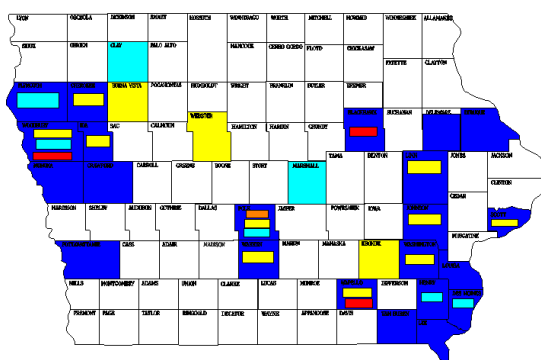 LYON OSCEOLA DICKINSON EMMET WINNEBAGO WORTH MITCHELL HOWARD WINNESHIEK ALLAMAKEE
SIOUX OBRIEN CLAY PALO ALTO HANCOCK CERRO GORDO FLOYD CHICKASAW
FAYETTE CLAYTON
PLYMOUTH CHEROKEE BUENA VISTA POCAHONTAS HUMBOLDT WRIGHT FRANKLIN BUTLER BREMER
WEBSTER BLACK HAWK BUCHANAN DELAWARE DUBUQUE
WOODBURY IDA SAC CALHOUN HAMILTON HARDIN GRUNDY
TAMA BENTON LINN JONES JACKSON
MONONA CRAWFORD CARROLL GREENE BOONE STORY MARSHALL
CLINTON
CEDAR
HARRISON SHELBY AUDUBON GUTHRIE DALLAS POLK JASPER POWESHIEK IOWA JOHNSON SCOTT
MUSCATINE
CASS ADAIR MADISON WARREN MARION MAHASKA KEOKUK WASHINGTON
LOUISA
MILLS MONTGOMERY ADAMS UNION CLARKE LUCAS MONROE WAPELLO JEFFERSON HENRY DES MOINES
FREMONT PAGE TAYLOR RINGGOLD DECATUR WAYNE APPANOOSE DAVIS LEE